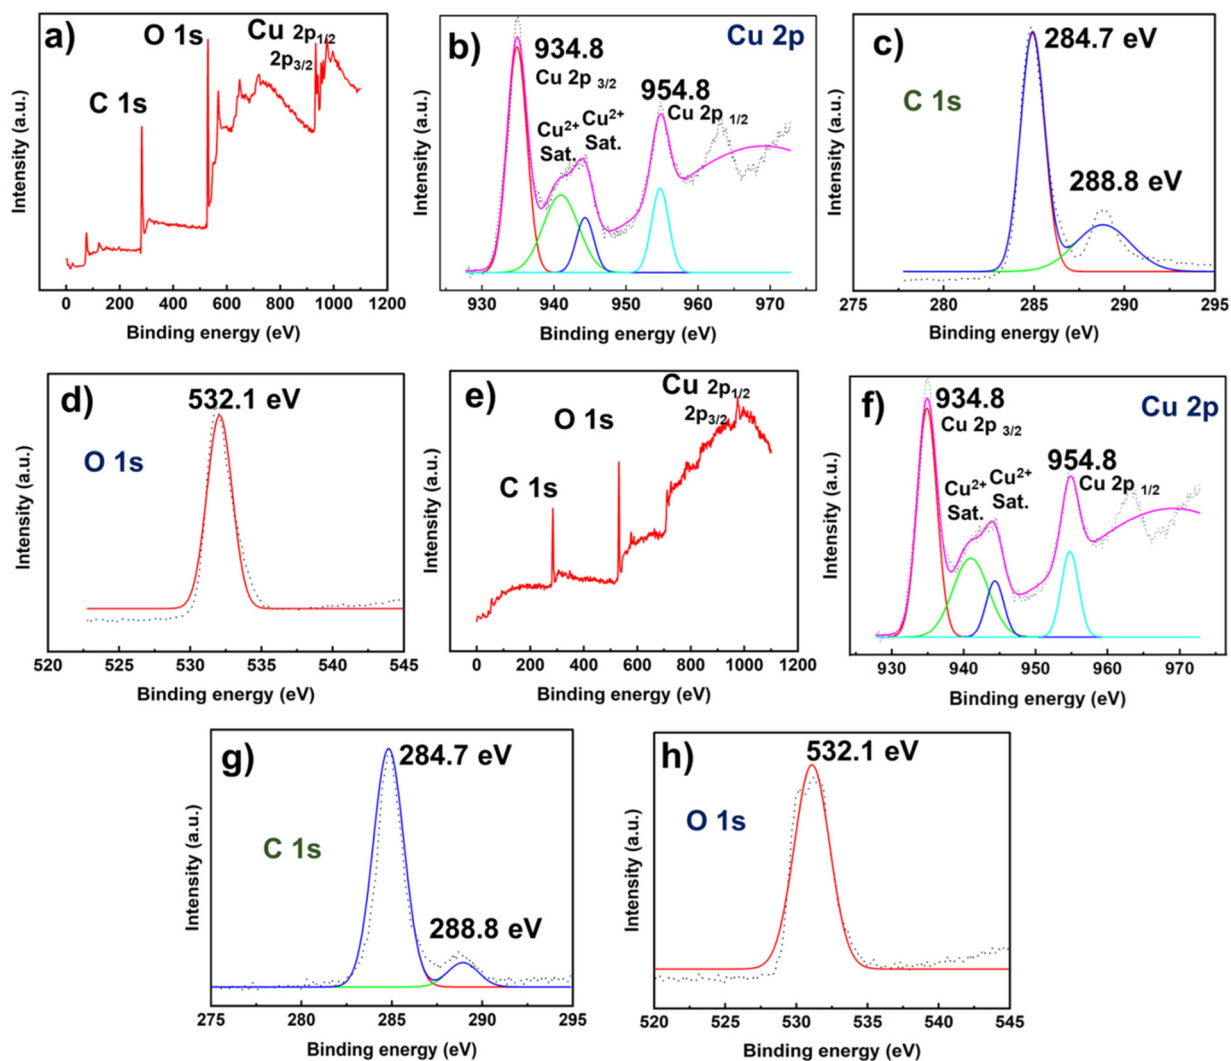 a)
O 1s
Cu 2p1/2
2p3/2
C 1s
Intensity (a.u.)
0 200 400 600 800 1000 1200
Binding energy (eV)
b)
934.8
Cu 2p 3/2
Cu 2p
Cu2+ Cu2+
Sat. Sat.
954.8
Cu 2p 1/2
Intensity (a.u.)
930 940 950 960 970
Binding energy (eV)
c)
284.7 eV
C 1s
288.8 eV
Intensity (a.u.)
275 280 285 290 295
Binding energy (eV)
d)
532.1 eV
O 1s
Intensity (a.u.)
520 525 530 535 540 545
Binding energy (eV)
e)
Cu 2p1/2
2p3/2
O 1s
C 1s
Intensity (a.u.)
0 200 400 600 800 1000 1200
Binding energy (eV)
f)
934.8
Cu 2p 3/2
Cu 2p
Cu2+ Cu2+
Sat. Sat.
954.8
Cu 2p 1/2
Intensity (a.u.)
930 940 950 960 970
Binding energy (eV)
g)
284.7 eV
C 1s
288.8 eV
Intensity (a.u.)
275 280 285 290 295
Binding energy (eV)
h)
532.1 eV
O 1s
Intensity (a.u.)
520 525 530 535 540 545
Binding energy (eV)